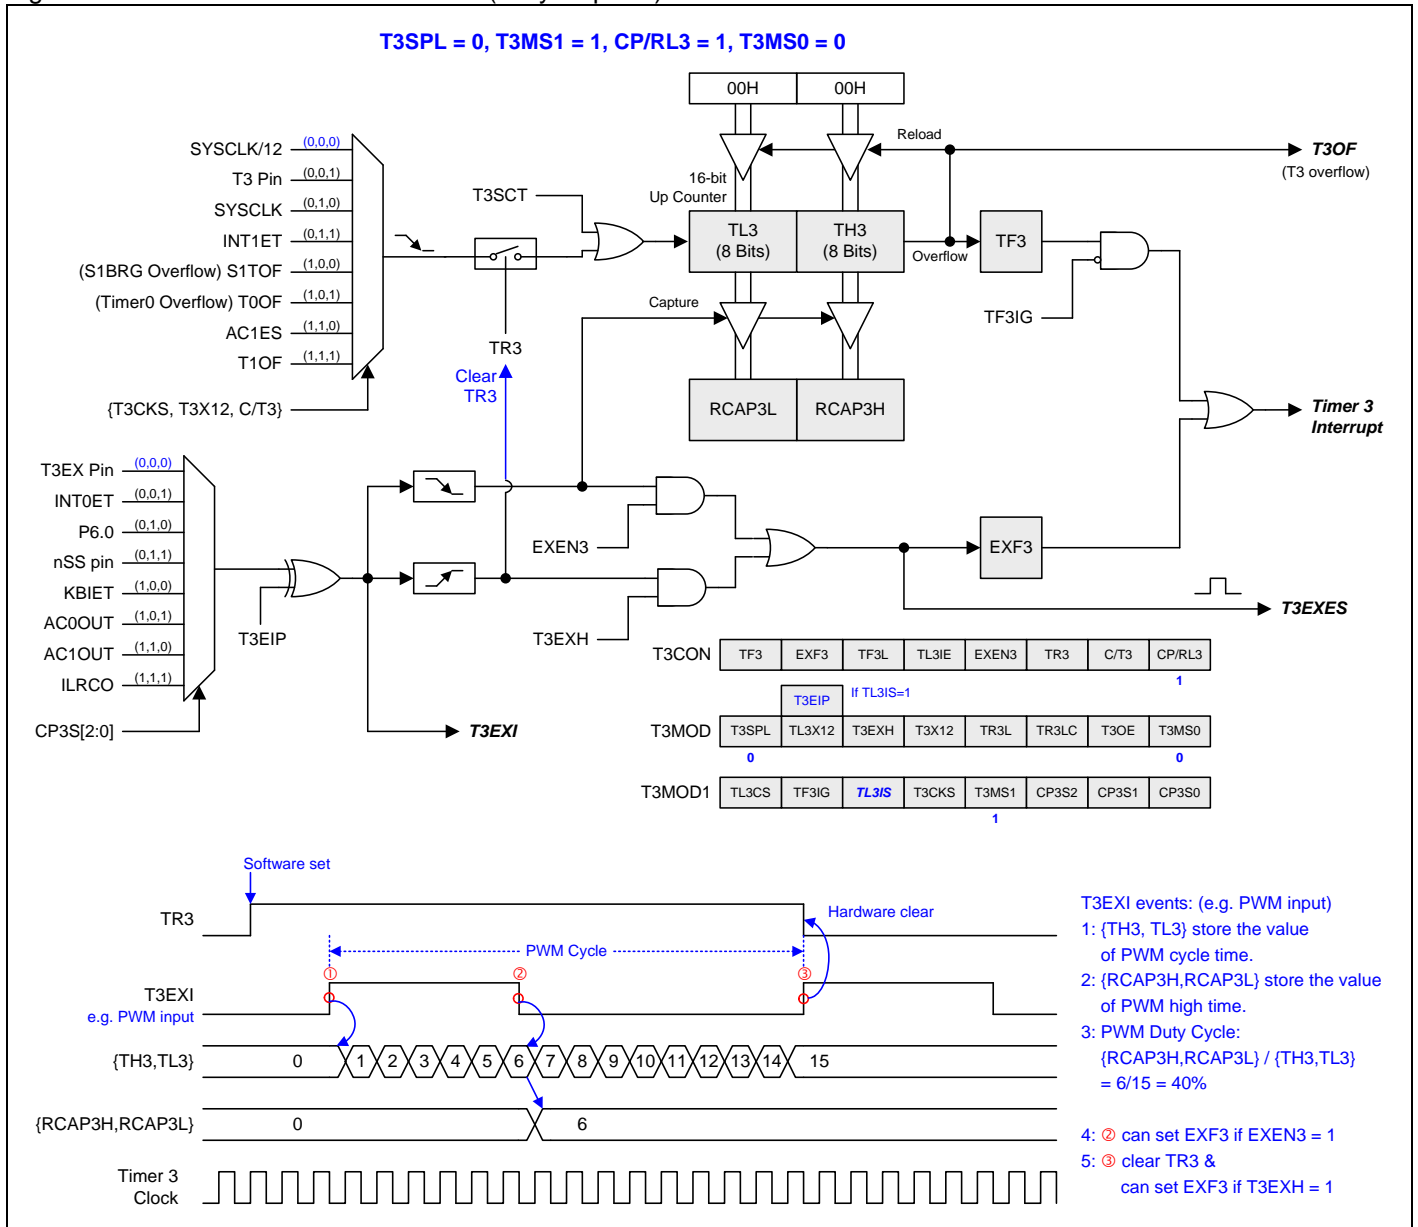 T3SPL = 0, T3MS1 = 1, CP/RL3 = 1, T3MS0 = 0
00H 00H
Reload
T3OF
(T3 overflow)
16-bit
Up Counter
SYSCLK/12 (0,0,0)
T3 Pin (0,0,1)
SYSCLK (0,1,0)
INT1ET (0,1,1)
(S1BRG Overflow) S1TOF (1,0,0)
(Timer0 Overflow) T0OF (1,0,1)
AC1ES (1,1,0)
T1OF (1,1,1)
{T3CKS, T3X12, C/T3}
T3SCT
TL3
(8 Bits)
TH3
(8 Bits)
Overflow
TF3
TF3IG
Capture
TR3
Clear
TR3
RCAP3L RCAP3H
Timer 3
Interrupt
T3EX Pin (0,0,0)
INT0ET (0,0,1)
P6.0 (0,1,0)
nSS pin (0,1,1)
KBIET (1,0,0)
AC0OUT (1,0,1)
AC1OUT (1,1,0)
ILRCO (1,1,1)
CP3S[2:0]
T3EIP
EXEN3
T3EXH
EXF3
T3EXES
T3EXI
T3CON TF3 EXF3 TF3L TL3IE EXEN3 TR3 C/T3 CP/RL3
1
T3EIP If TL3IS=1
T3MOD T3SPL TL3X12 T3EXH T3X12 TR3L TR3LC T3OE T3MS0
0 0
T3MOD1 TL3CS TF3IG TL3IS T3CKS T3MS1 CP3S2 CP3S1 CP3S0
1
Software set
TR3
Hardware clear
PWM Cycle
① ② ③
T3EXI
e.g. PWM input
{TH3,TL3} 0 1 2 3 4 5 6 7 8 9 10 11 12 13 14 15
{RCAP3H,RCAP3L} 0 6
Timer 3
Clock
T3EXI events: (e.g. PWM input)
1: {TH3, TL3} store the value
of PWM cycle time.
2: {RCAP3H,RCAP3L} store the value
of PWM high time.
3: PWM Duty Cycle:
{RCAP3H,RCAP3L} / {TH3,TL3}
= 6/15 = 40%
4: ② can set EXF3 if EXEN3 = 1
5: ③ clear TR3 &
can set EXF3 if T3EXH = 1